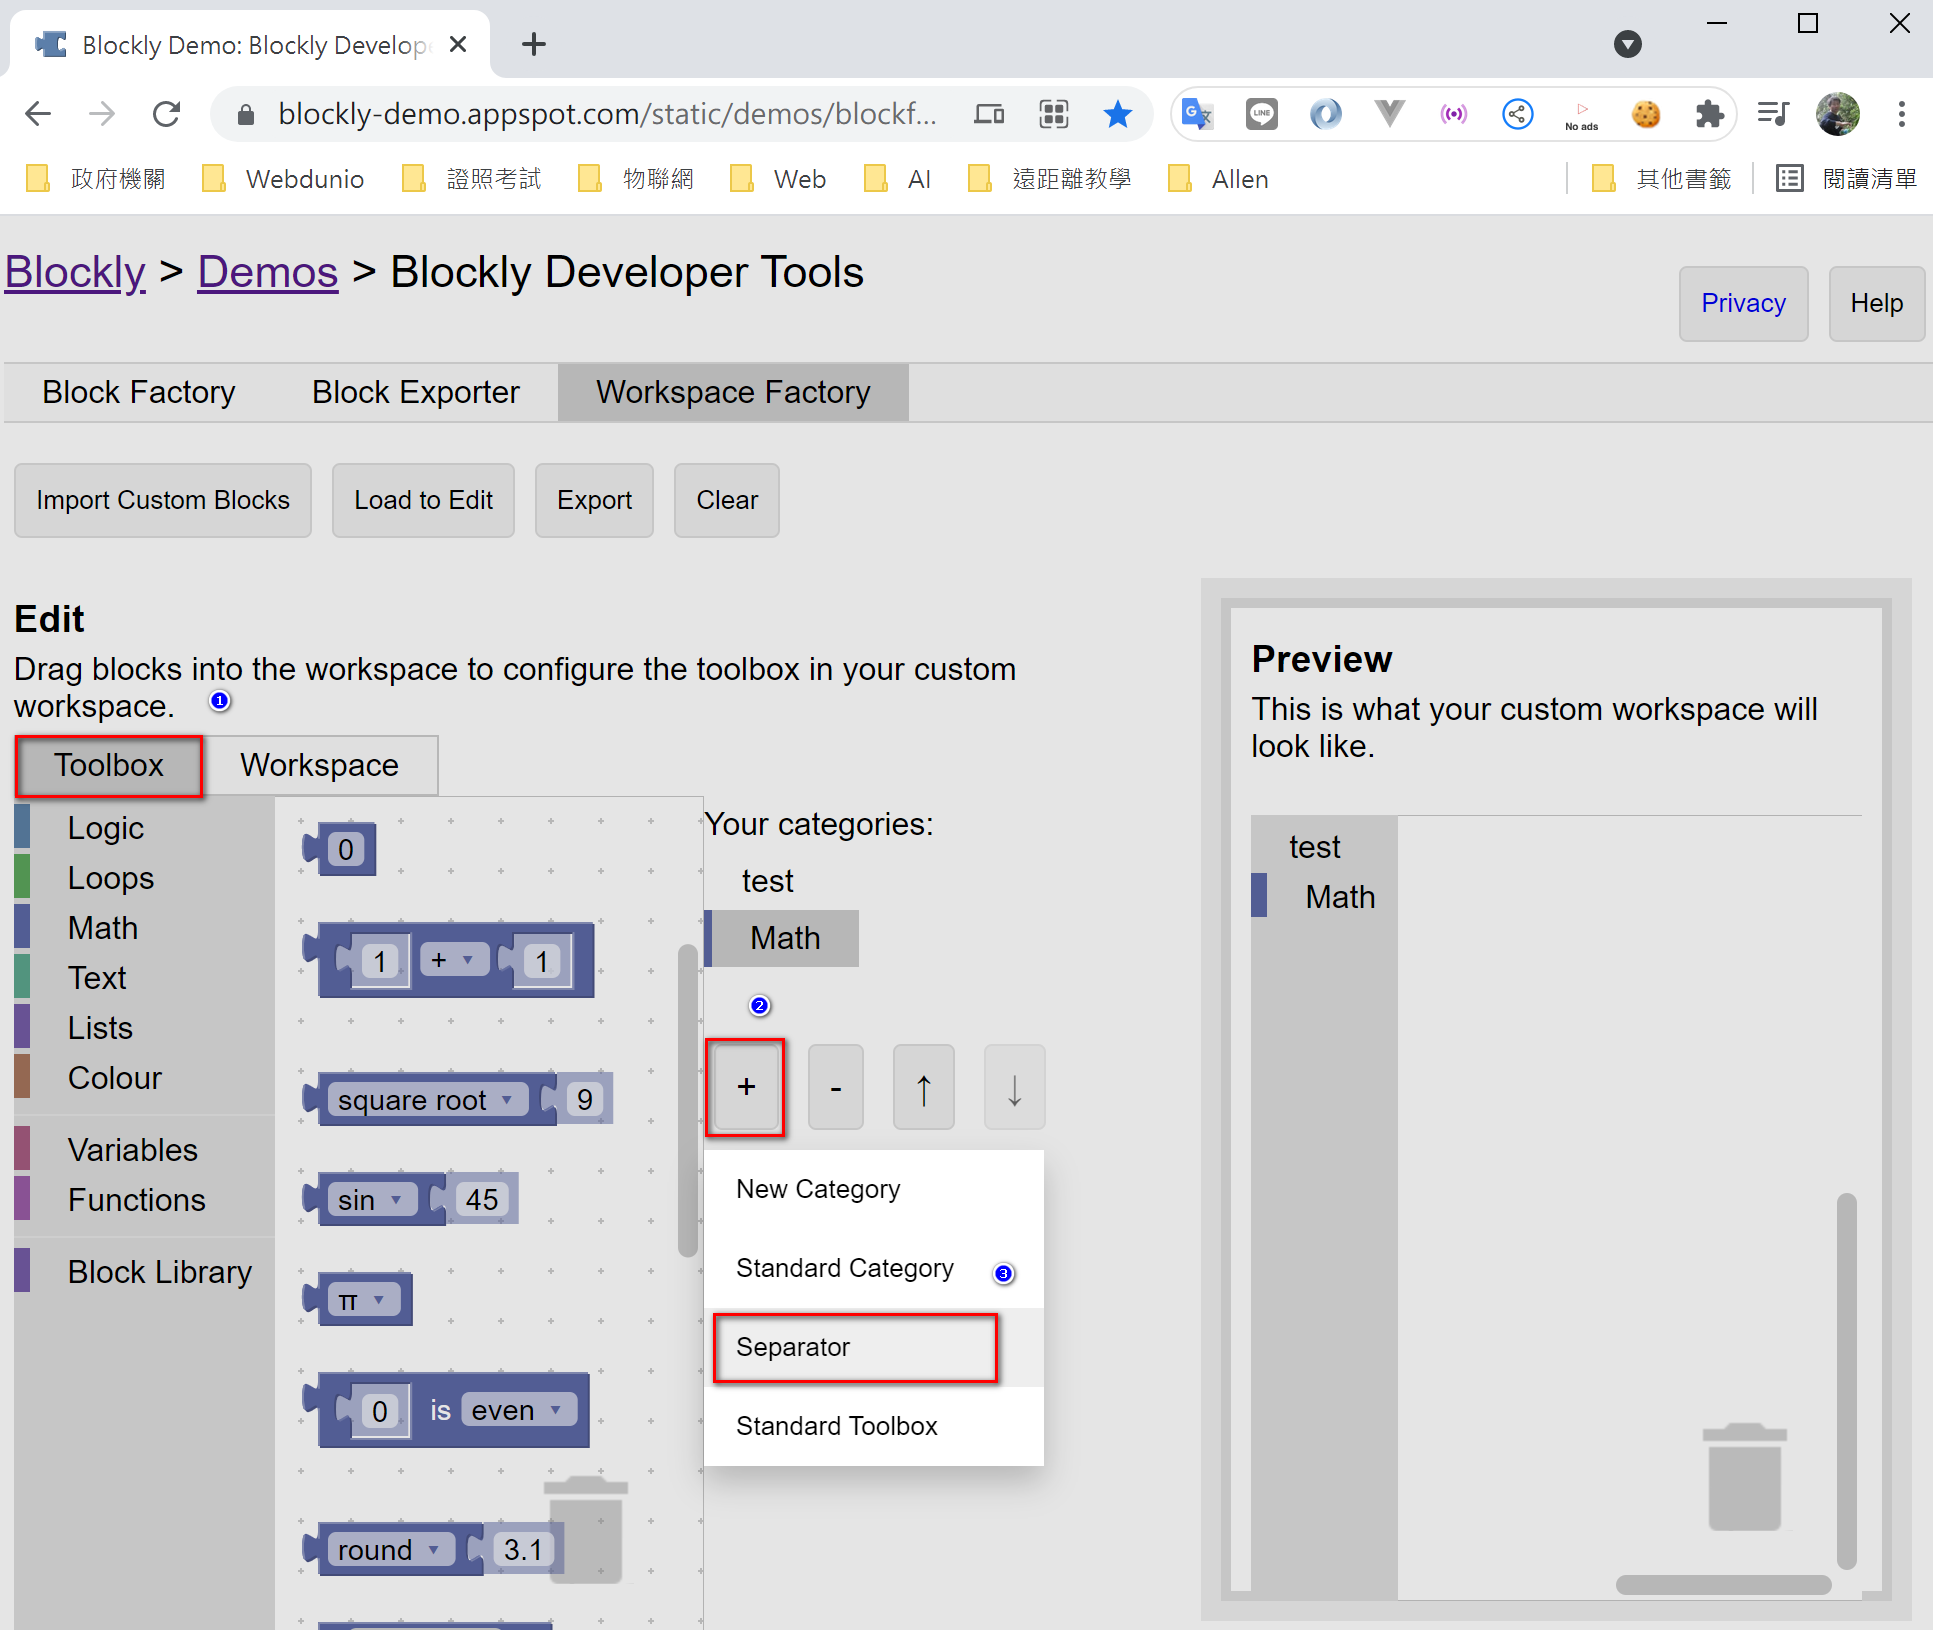 Blockly Demo: Blockly Develope
blockly-demo.appspot.com/static/demos/blockf...
LINE
No ads
政府機關 Webdunio 證照考試 物聯網 Web AI 遠距離教學 Allen 其他書籤 閱讀清單
Blockly > Demos > Blockly Developer Tools
Privacy Help
Block Factory Block Exporter Workspace Factory
Import Custom Blocks Load to Edit Export Clear
Edit
Drag blocks into the workspace to configure the toolbox in your custom
workspace. 1
Toolbox Workspace
Logic
Loops
Math
Text
Lists
Colour
Variables
Functions
Block Library
0
1 + 1
square root 9
sin 45
π
0 is even
round 3.1
Your categories:
test
Math
2
+ - ↑ ↓
New Category
Standard Category 3
Separator
Standard Toolbox
Preview
This is what your custom workspace will
look like.
test
Math